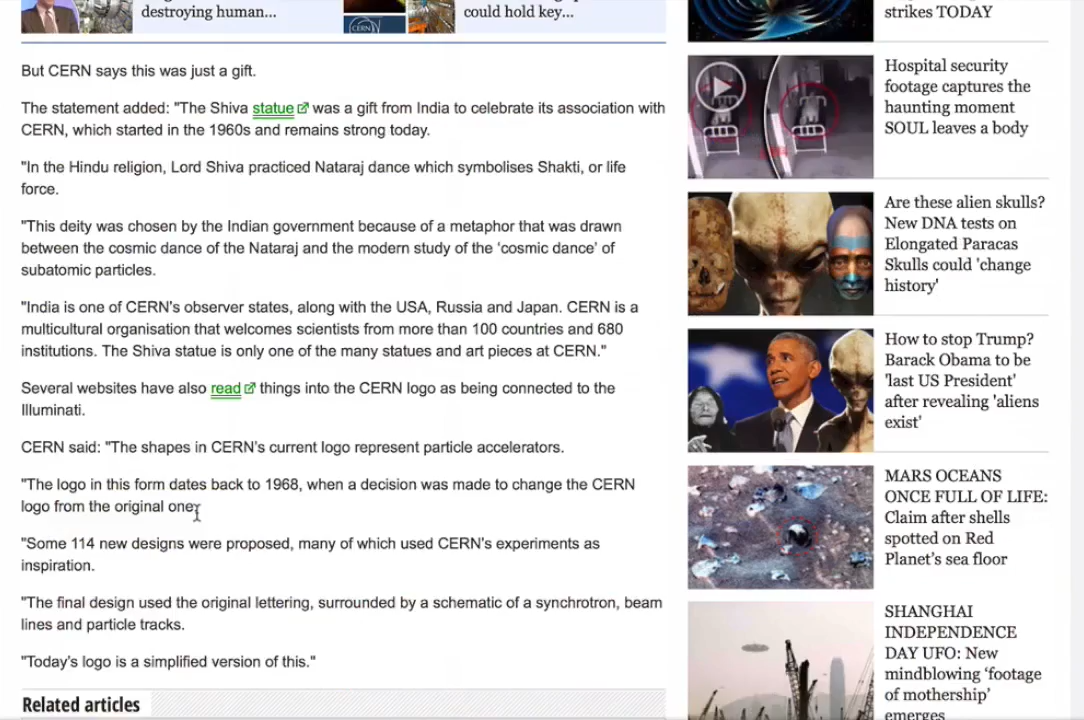 destroying human...
could hold key...
But CERN says this was just a gift.
The statement added: "The Shiva statue was a gift from India to celebrate its association with
CERN, which started in the 1960s and remains strong today.
"In the Hindu religion, Lord Shiva practiced Nataraj dance which symbolises Shakti, or life
force.
"This deity was chosen by the Indian government because of a metaphor that was drawn
between the cosmic dance of the Nataraj and the modern study of the ‘cosmic dance’ of
subatomic particles.
"India is one of CERN's observer states, along with the USA, Russia and Japan. CERN is a
multicultural organisation that welcomes scientists from more than 100 countries and 680
institutions. The Shiva statue is only one of the many statues and art pieces at CERN."
Several websites have also read things into the CERN logo as being connected to the
Illuminati.
CERN said: "The shapes in CERN's current logo represent particle accelerators.
"The logo in this form dates back to 1968, when a decision was made to change the CERN
logo from the original one.
"Some 114 new designs were proposed, many of which used CERN's experiments as
inspiration.
"The final design used the original lettering, surrounded by a schematic of a synchrotron, beam
lines and particle tracks.
"Today's logo is a simplified version of this."
Related articles
strikes TODAY
Hospital security
footage captures the
haunting moment
SOUL leaves a body
Are these alien skulls?
New DNA tests on
Elongated Paracas
Skulls could 'change
history'
How to stop Trump?
Barack Obama to be
'last US President'
after revealing 'aliens
exist'
MARS OCEANS
ONCE FULL OF LIFE:
Claim after shells
spotted on Red
Planet’s sea floor
SHANGHAI
INDEPENDENCE
DAY UFO: New
mindblowing ‘footage
of mothership’
emerges